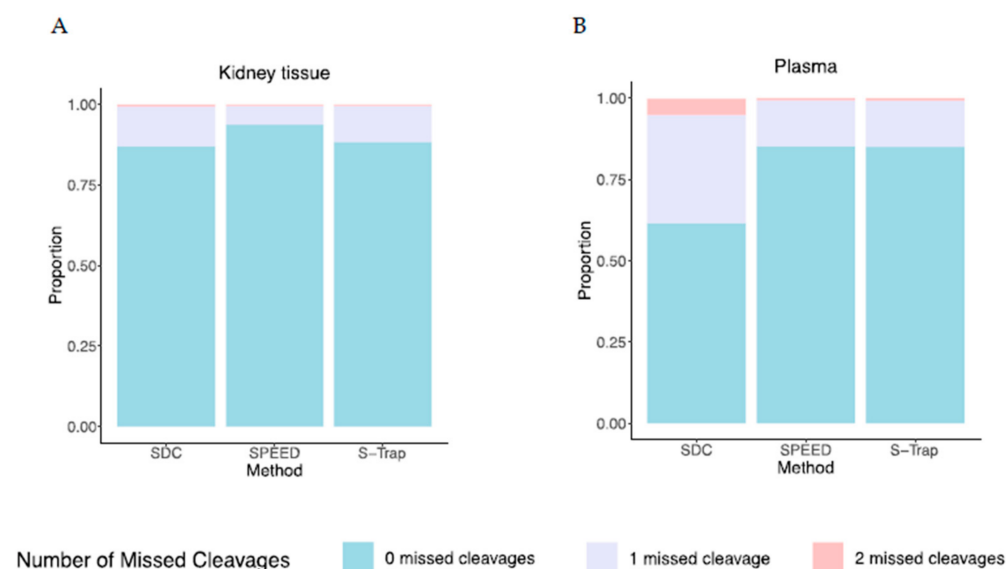 A
Kidney tissue
Proportion
1.00
0.75
0.50
0.25
0.00
SDC SPEED S-Trap
Method
B
Plasma
Proportion
1.00
0.75
0.50
0.25
0.00
SDC SPEED S-Trap
Method
Number of Missed Cleavages 0 missed cleavages 1 missed cleavage 2 missed cleavages